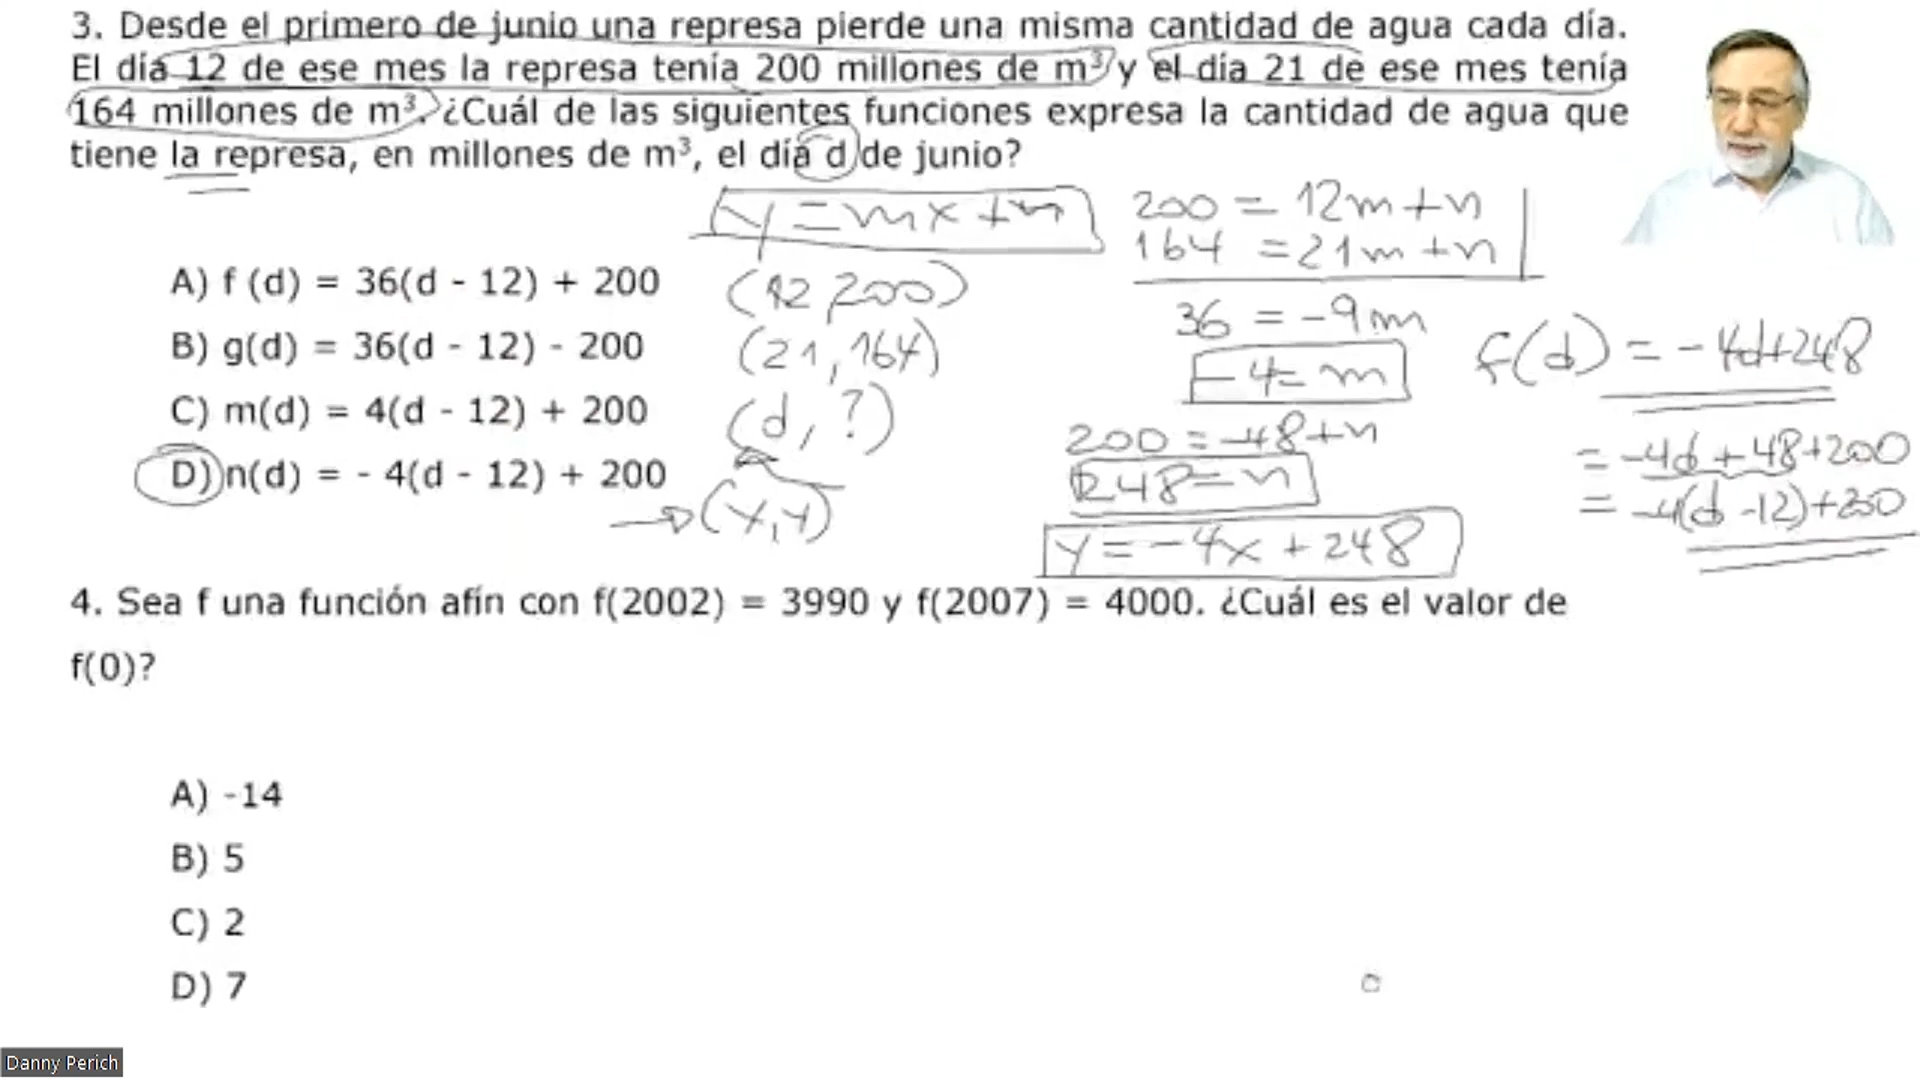 3. Desde el primero de junio una represa pierde una misma cantidad de agua cada día.
El día 12 de ese mes la represa tenía 200 millones de m³ y el día 21 de ese mes tenía
164 millones de m³. ¿Cuál de las siguientes funciones expresa la cantidad de agua que
tiene la represa, en millones de m³, el día d de junio?
y = mx + n
200 = 12m + n
164 = 21m + n
A) f (d) = 36(d - 12) + 200
B) g(d) = 36(d - 12) - 200
C) m(d) = 4(d - 12) + 200
D) n(d) = - 4(d - 12) + 200
(12, 200)
(21, 164)
(d, ?)
(x, y)
36 = -9m
-4 = m
200 = -48 + n
248 = n
y = -4x + 248
f(d) = -4d + 248
= -4d + 48 + 200
= -4(d - 12) + 200
4. Sea f una función afín con f(2002) = 3990 y f(2007) = 4000. ¿Cuál es el valor de
f(0)?
A) -14
B) 5
C) 2
D) 7
Danny Perich